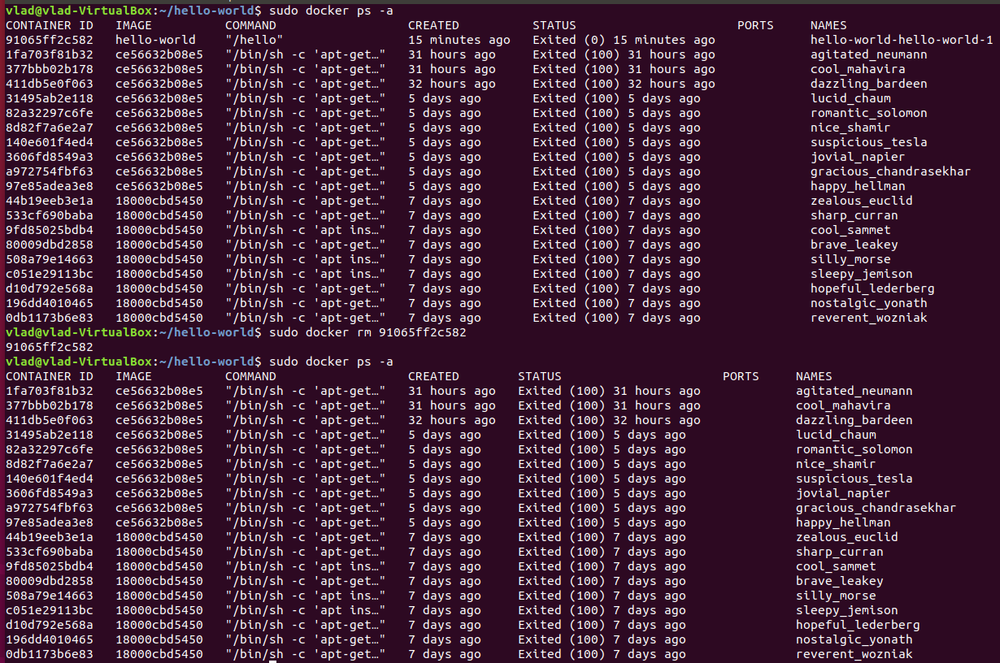 vlad@vlad-VirtualBox:~/hello-world$ sudo docker ps -a
CONTAINER ID   IMAGE          COMMAND                  CREATED          STATUS                      PORTS     NAMES
91065ff2c582   hello-world    "/hello"                 15 minutes ago   Exited (0) 15 minutes ago             hello-world-hello-world-1
1fa703f81b32   ce56632b08e5   "/bin/sh -c 'apt-get…"   31 hours ago     Exited (100) 31 hours ago             agitated_neumann
377bbb02b178   ce56632b08e5   "/bin/sh -c 'apt-get…"   31 hours ago     Exited (100) 31 hours ago             cool_mahavira
411db5e0f063   ce56632b08e5   "/bin/sh -c 'apt-get…"   32 hours ago     Exited (100) 32 hours ago             dazzling_bardeen
31495ab2e118   ce56632b08e5   "/bin/sh -c 'apt-get…"   5 days ago       Exited (100) 5 days ago               lucid_chaum
82a32297c6fe   ce56632b08e5   "/bin/sh -c 'apt-get…"   5 days ago       Exited (100) 5 days ago               romantic_solomon
8d82f7a6e2a7   ce56632b08e5   "/bin/sh -c 'apt-get…"   5 days ago       Exited (100) 5 days ago               nice_shamir
140e601f4ed4   ce56632b08e5   "/bin/sh -c 'apt-get…"   5 days ago       Exited (100) 5 days ago               suspicious_tesla
3606fd8549a3   ce56632b08e5   "/bin/sh -c 'apt-get…"   5 days ago       Exited (100) 5 days ago               jovial_napier
a972754fbf63   ce56632b08e5   "/bin/sh -c 'apt-get…"   5 days ago       Exited (100) 5 days ago               gracious_chandrasekhar
97e85adea3e8   ce56632b08e5   "/bin/sh -c 'apt-get…"   5 days ago       Exited (100) 5 days ago               happy_hellman
44b19eeb3e1a   18000cbd5450   "/bin/sh -c 'apt-get…"   7 days ago       Exited (100) 7 days ago               zealous_euclid
533cf690baba   18000cbd5450   "/bin/sh -c 'apt-get…"   7 days ago       Exited (100) 7 days ago               sharp_curran
9fd85025bdb4   18000cbd5450   "/bin/sh -c 'apt ins…"   7 days ago       Exited (100) 7 days ago               cool_sammet
80009dbd2858   18000cbd5450   "/bin/sh -c 'apt-get…"   7 days ago       Exited (100) 7 days ago               brave_leakey
508a79e14663   18000cbd5450   "/bin/sh -c 'apt ins…"   7 days ago       Exited (100) 7 days ago               silly_morse
c051e29113bc   18000cbd5450   "/bin/sh -c 'apt ins…"   7 days ago       Exited (100) 7 days ago               sleepy_jemison
d10d792e568a   18000cbd5450   "/bin/sh -c 'apt-get…"   7 days ago       Exited (100) 7 days ago               hopeful_lederberg
196dd4010465   18000cbd5450   "/bin/sh -c 'apt-get…"   7 days ago       Exited (100) 7 days ago               nostalgic_yonath
0db1173b6e83   18000cbd5450   "/bin/sh -c 'apt-get…"   7 days ago       Exited (100) 7 days ago               reverent_wozniak
vlad@vlad-VirtualBox:~/hello-world$ sudo docker rm 91065ff2c582
91065ff2c582
vlad@vlad-VirtualBox:~/hello-world$ sudo docker ps -a
CONTAINER ID   IMAGE          COMMAND                  CREATED        STATUS                      PORTS     NAMES
1fa703f81b32   ce56632b08e5   "/bin/sh -c 'apt-get…"   31 hours ago   Exited (100) 31 hours ago             agitated_neumann
377bbb02b178   ce56632b08e5   "/bin/sh -c 'apt-get…"   31 hours ago   Exited (100) 31 hours ago             cool_mahavira
411db5e0f063   ce56632b08e5   "/bin/sh -c 'apt-get…"   32 hours ago   Exited (100) 32 hours ago             dazzling_bardeen
31495ab2e118   ce56632b08e5   "/bin/sh -c 'apt-get…"   5 days ago     Exited (100) 5 days ago               lucid_chaum
82a32297c6fe   ce56632b08e5   "/bin/sh -c 'apt-get…"   5 days ago     Exited (100) 5 days ago               romantic_solomon
8d82f7a6e2a7   ce56632b08e5   "/bin/sh -c 'apt-get…"   5 days ago     Exited (100) 5 days ago               nice_shamir
140e601f4ed4   ce56632b08e5   "/bin/sh -c 'apt-get…"   5 days ago     Exited (100) 5 days ago               suspicious_tesla
3606fd8549a3   ce56632b08e5   "/bin/sh -c 'apt-get…"   5 days ago     Exited (100) 5 days ago               jovial_napier
a972754fbf63   ce56632b08e5   "/bin/sh -c 'apt-get…"   5 days ago     Exited (100) 5 days ago               gracious_chandrasekhar
97e85adea3e8   ce56632b08e5   "/bin/sh -c 'apt-get…"   5 days ago     Exited (100) 5 days ago               happy_hellman
44b19eeb3e1a   18000cbd5450   "/bin/sh -c 'apt-get…"   7 days ago     Exited (100) 7 days ago               zealous_euclid
533cf690baba   18000cbd5450   "/bin/sh -c 'apt-get…"   7 days ago     Exited (100) 7 days ago               sharp_curran
9fd85025bdb4   18000cbd5450   "/bin/sh -c 'apt ins…"   7 days ago     Exited (100) 7 days ago               cool_sammet
80009dbd2858   18000cbd5450   "/bin/sh -c 'apt-get…"   7 days ago     Exited (100) 7 days ago               brave_leakey
508a79e14663   18000cbd5450   "/bin/sh -c 'apt ins…"   7 days ago     Exited (100) 7 days ago               silly_morse
c051e29113bc   18000cbd5450   "/bin/sh -c 'apt ins…"   7 days ago     Exited (100) 7 days ago               sleepy_jemison
d10d792e568a   18000cbd5450   "/bin/sh -c 'apt-get…"   7 days ago     Exited (100) 7 days ago               hopeful_lederberg
196dd4010465   18000cbd5450   "/bin/sh -c 'apt-get…"   7 days ago     Exited (100) 7 days ago               nostalgic_yonath
0db1173b6e83   18000cbd5450   "/bin/sh -c 'apt-get…"   7 days ago     Exited (100) 7 days ago               reverent_wozniak